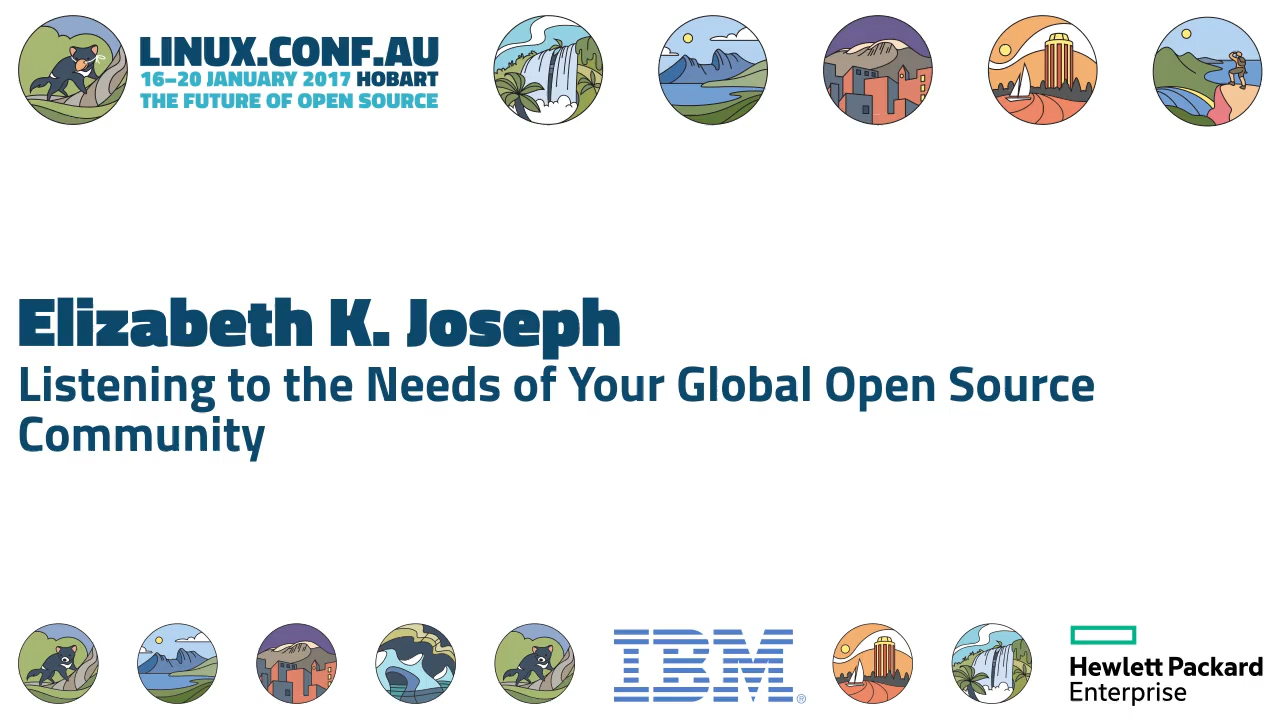 LINUX.CONF.AU
16–20 JANUARY 2017 HOBART
THE FUTURE OF OPEN SOURCE
Elizabeth K. Joseph
Listening to the Needs of Your Global Open Source
Community
IBM®
Hewlett Packard
Enterprise